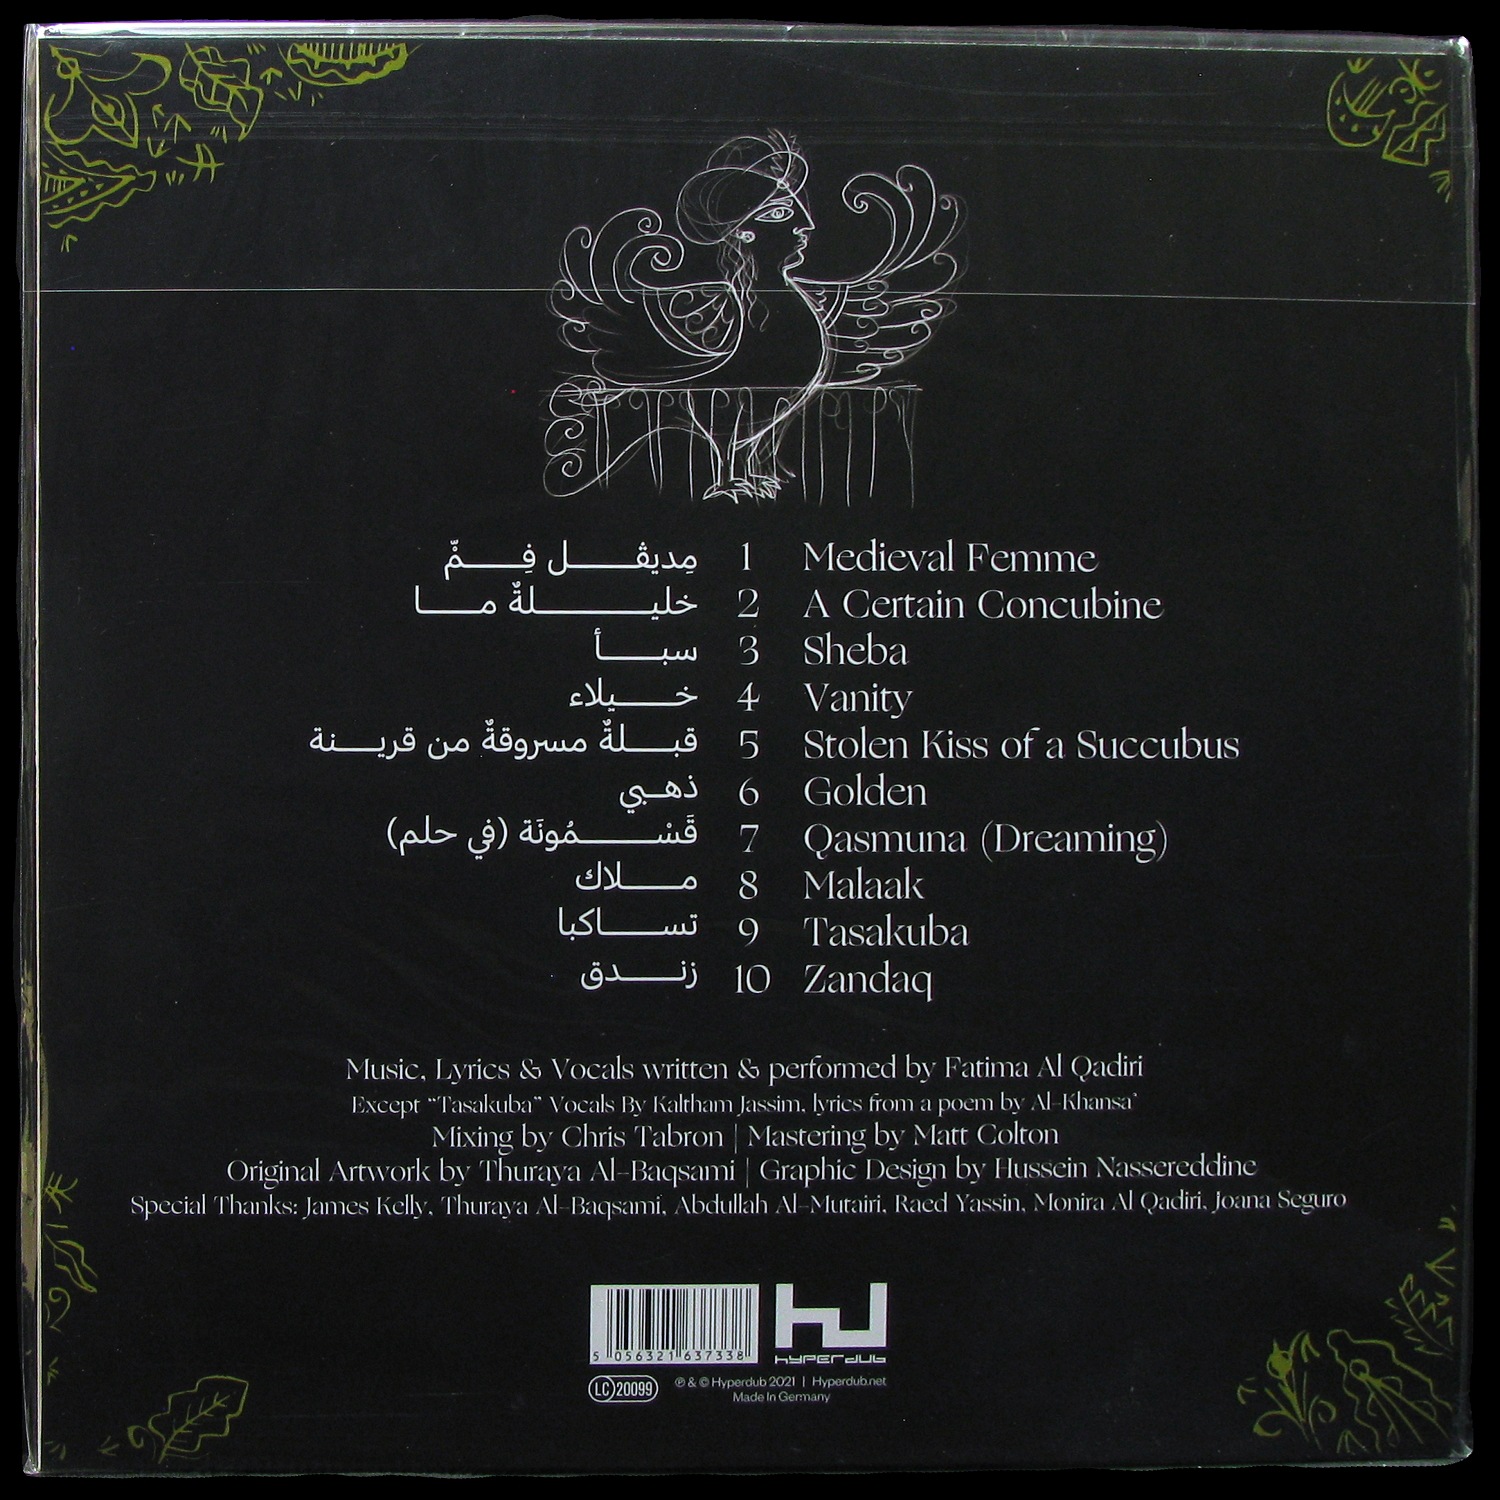 مِديڤل فِمّْ 1 Medieval Femme
خليلةٌ ما 2 A Certain Concubine
سبأ 3 Sheba
خيلاء 4 Vanity
قبلةٌ مسروقةٌ من قرينة 5 Stolen Kiss of a Succubus
ذهبي 6 Golden
قَسْمُونَة (في حلم) 7 Qasmuna (Dreaming)
ملاك 8 Malaak
تساكبا 9 Tasakuba
زندق 10 Zandaq
Music, Lyrics & Vocals written & performed by Fatima Al Qadiri
Except “Tasakuba” Vocals By Kaltham Jassim, lyrics from a poem by Al-Khansa’
Mixing by Chris Tabron | Mastering by Matt Colton
Original Artwork by Thuraya Al-Baqsami | Graphic Design by Hussein Nassereddine
Special Thanks: James Kelly, Thuraya Al-Baqsami, Abdullah Al-Mutairi, Raed Yassin, Monira Al Qadiri, Joana Seguro
5 056321 637338
hyperdub
LC 20099
℗ & © Hyperdub 2021 | Hyperdub.net
Made In Germany